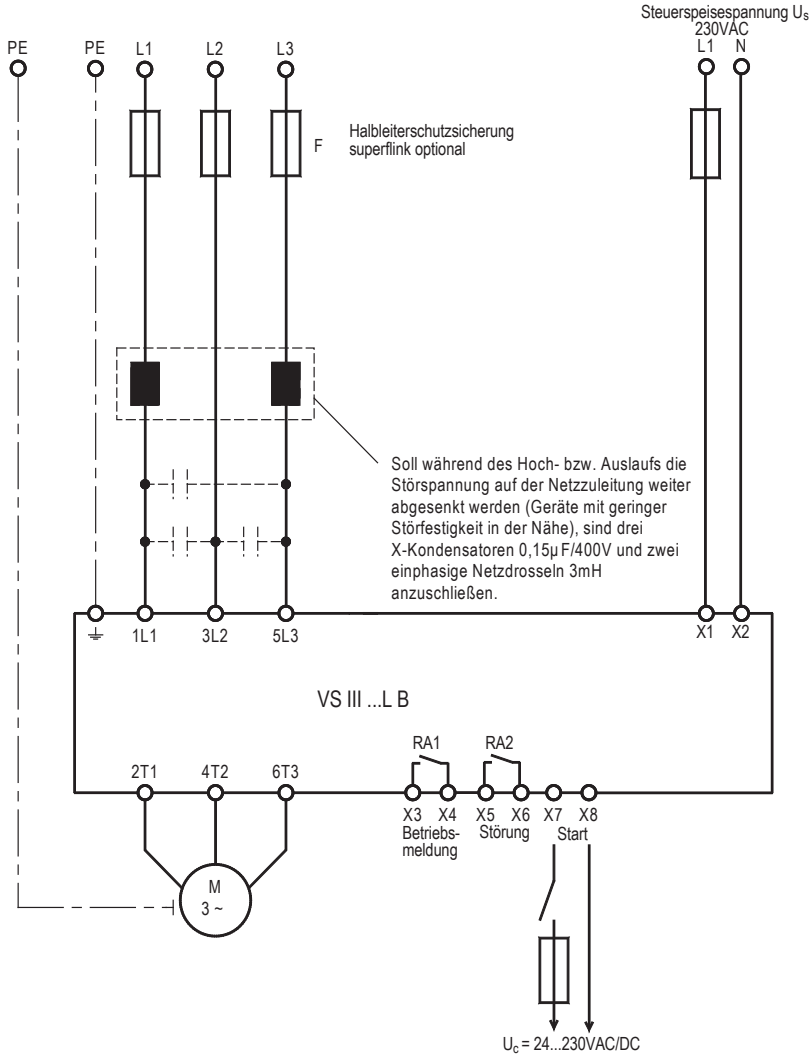 Steuerspeisespannung Us
230VAC
PE PE L1 L2 L3 L1 N
F
Halbleiterschutzsicherung
superflink optional
Soll während des Hoch- bzw. Auslaufs die
Störspannung auf der Netzzuleitung weiter
abgesenkt werden (Geräte mit geringer
Störfestigkeit in der Nähe), sind drei
X-Kondensatoren 0,15µF/400V und zwei
einphasige Netzdrosseln 3mH
anzuschließen.
1L1 3L2 5L3 X1 X2
VS III ...L B
RA1 RA2
2T1 4T2 6T3
X3 X4 X5 X6 X7 X8
Betriebs-
meldung
Störung
Start
M
3 ~
Uc = 24...230VAC/DC